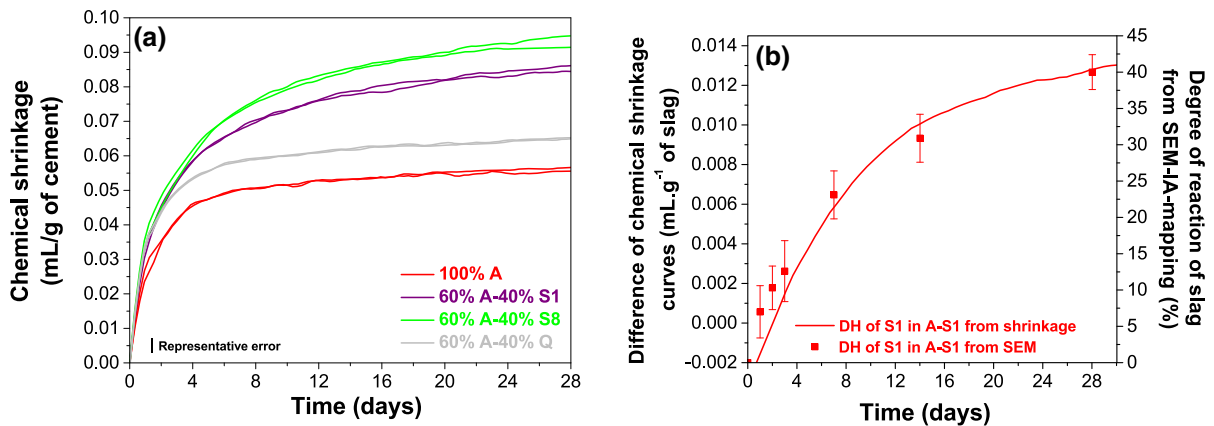 (a)
Chemical shrinkage
(mL/g of cement)
0.10
0.09
0.08
0.07
0.06
0.05
0.04
0.03
0.02
0.01
0.00
0 4 8 12 16 20 24 28
Time (days)
100% A
60% A-40% S1
60% A-40% S8
60% A-40% Q
Representative error
(b)
Difference of chemical shrinkage
curves (mL.g⁻¹ of slag)
0.014
0.012
0.010
0.008
0.006
0.004
0.002
0.000
-0.002
0 4 8 14 20 24 28
Time (days)
DH of S1 in A-S1 from shrinkage
DH of S1 in A-S1 from SEM
45
40
35
30
25
20
15
10
5
0
Degree of reaction of slag
from SEM-IA-mapping (%)